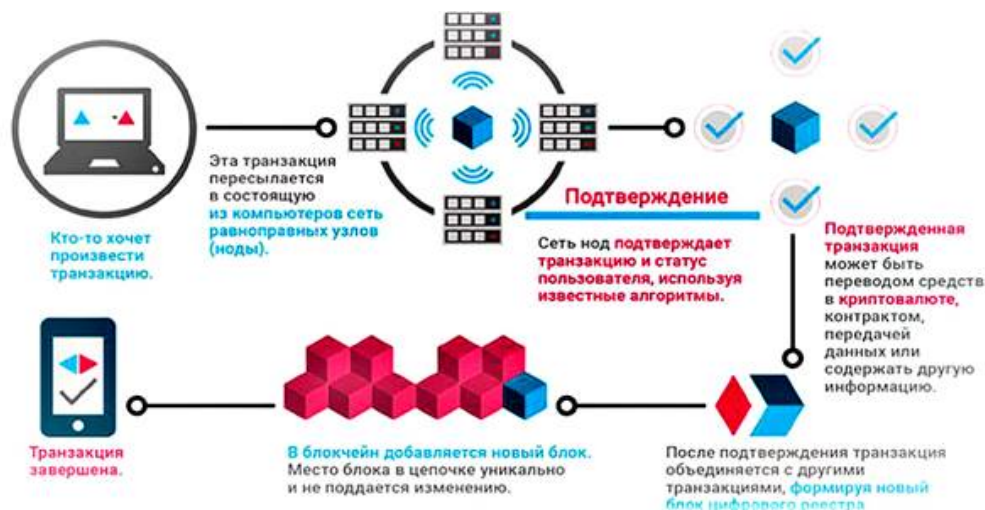 Кто-то хочет
произвести
транзакцию.
Эта транзакция
пересылается
в состоящую
из компьютеров сеть
равноправных узлов
(ноды).
Подтверждение
Сеть нод подтверждает
транзакцию и статус
пользователя, используя
известные алгоритмы.
Подтвержденная
транзакция
может быть
переводом средств
в криптовалюте,
контрактом,
передачей
данных или
содержать другую
информацию.
После подтверждения транзакция
объединяется с другими
транзакциями, формируя новый
блок цифрового реестра
В блокчейн добавляется новый блок.
Место блока в цепочке уникально
и не поддается изменению.
Транзакция
завершена.